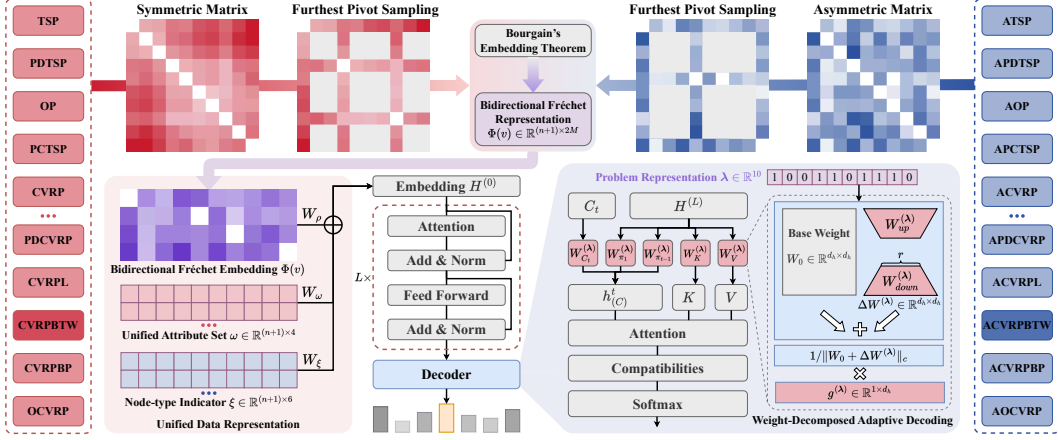 TSP
PDTSP
OP
PCTSP
CVRP
...
PDCVRP
CVRPL
CVRPBTW
CVRPBP
OCVRP
Symmetric Matrix
Furthest Pivot Sampling
Bourgain's
Embedding Theorem
Bidirectional Fréchet
Representation
Φ(v) ∈ ℝ^{(n+1)×2M}
Furthest Pivot Sampling
Asymmetric Matrix
ATSP
APDTSP
AOP
APCTSP
ACVRP
...
APDCVRP
ACVRPL
ACVRPBTW
ACVRPBP
AOCVRP
W_ρ
Bidirectional Fréchet Embedding Φ(v)
W_ω
...
Unified Attribute Set ω ∈ ℝ^{(n+1)×4}
W_ξ
...
Node-type Indicator ξ ∈ ℝ^{(n+1)×6}
Unified Data Representation
Embedding H^{(0)}
L×
Attention
Add & Norm
Feed Forward
Add & Norm
Decoder
Problem Representation λ ∈ ℝ^{10}
1 0 0 1 1 0 1 1 1 0
C_t
H^{(L)}
W_{C_t}^{(λ)}
W_{π_1}^{(λ)}
W_{π_{t-1}}^{(λ)}
W_K^{(λ)}
W_V^{(λ)}
h_{(C)}^t
K
V
Attention
Compatibilities
Softmax
Base Weight
W_0 ∈ ℝ^{d_h×d_h}
W_{up}^{(λ)}
r
W_{down}^{(λ)}
ΔW^{(λ)} ∈ ℝ^{d_h×d_h}
1/‖W_0 + ΔW^{(λ)}‖_c
g^{(λ)} ∈ ℝ^{1×d_h}
Weight-Decomposed Adaptive Decoding